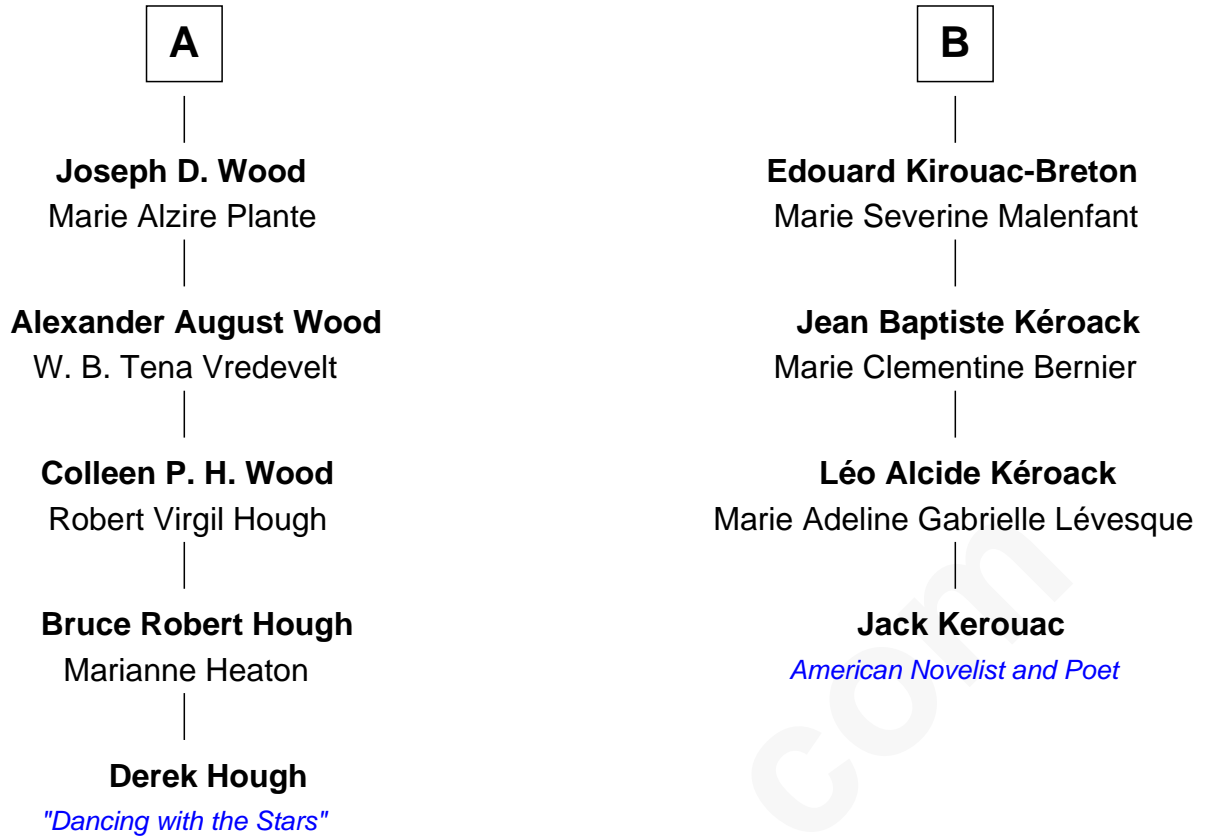 A
Joseph D. Wood
Marie Alzire Plante
Alexander August Wood
W. B. Tena Vredevelt
Colleen P. H. Wood
Robert Virgil Hough
Bruce Robert Hough
Marianne Heaton
Derek Hough
"Dancing with the Stars"
B
Edouard Kirouac-Breton
Marie Severine Malenfant
Jean Baptiste Kéroack
Marie Clementine Bernier
Léo Alcide Kéroack
Marie Adeline Gabrielle Lévesque
Jack Kerouac
American Novelist and Poet
com